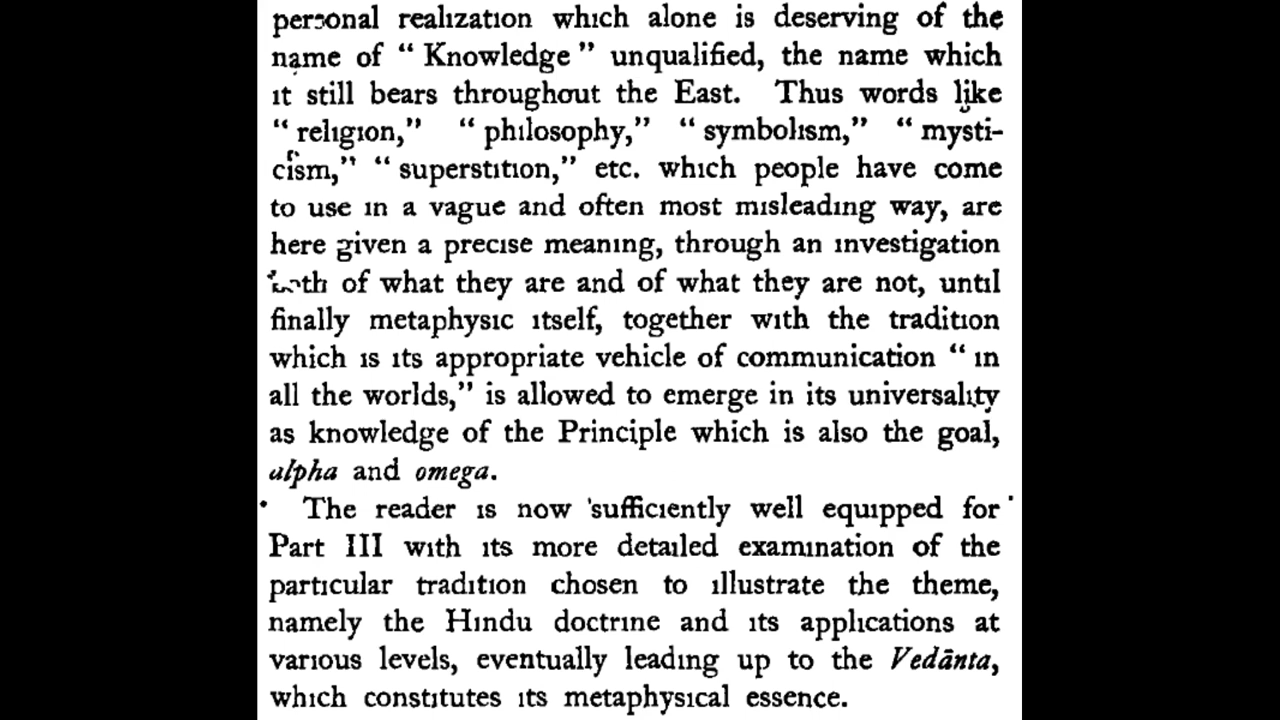 personal realization which alone is deserving of the
name of “ Knowledge ” unqualified, the name which
it still bears throughout the East. Thus words like
“ religion,” “ philosophy,” “ symbolism,” “ mysti-
cism,” “ superstition,” etc. which people have come
to use in a vague and often most misleading way, are
here given a precise meaning, through an investigation
both of what they are and of what they are not, until
finally metaphysic itself, together with the tradition
which is its appropriate vehicle of communication “ in
all the worlds,” is allowed to emerge in its universality
as knowledge of the Principle which is also the goal,
alpha and omega.
The reader is now sufficiently well equipped for
Part III with its more detailed examination of the
particular tradition chosen to illustrate the theme,
namely the Hindu doctrine and its applications at
various levels, eventually leading up to the Vedānta,
which constitutes its metaphysical essence.